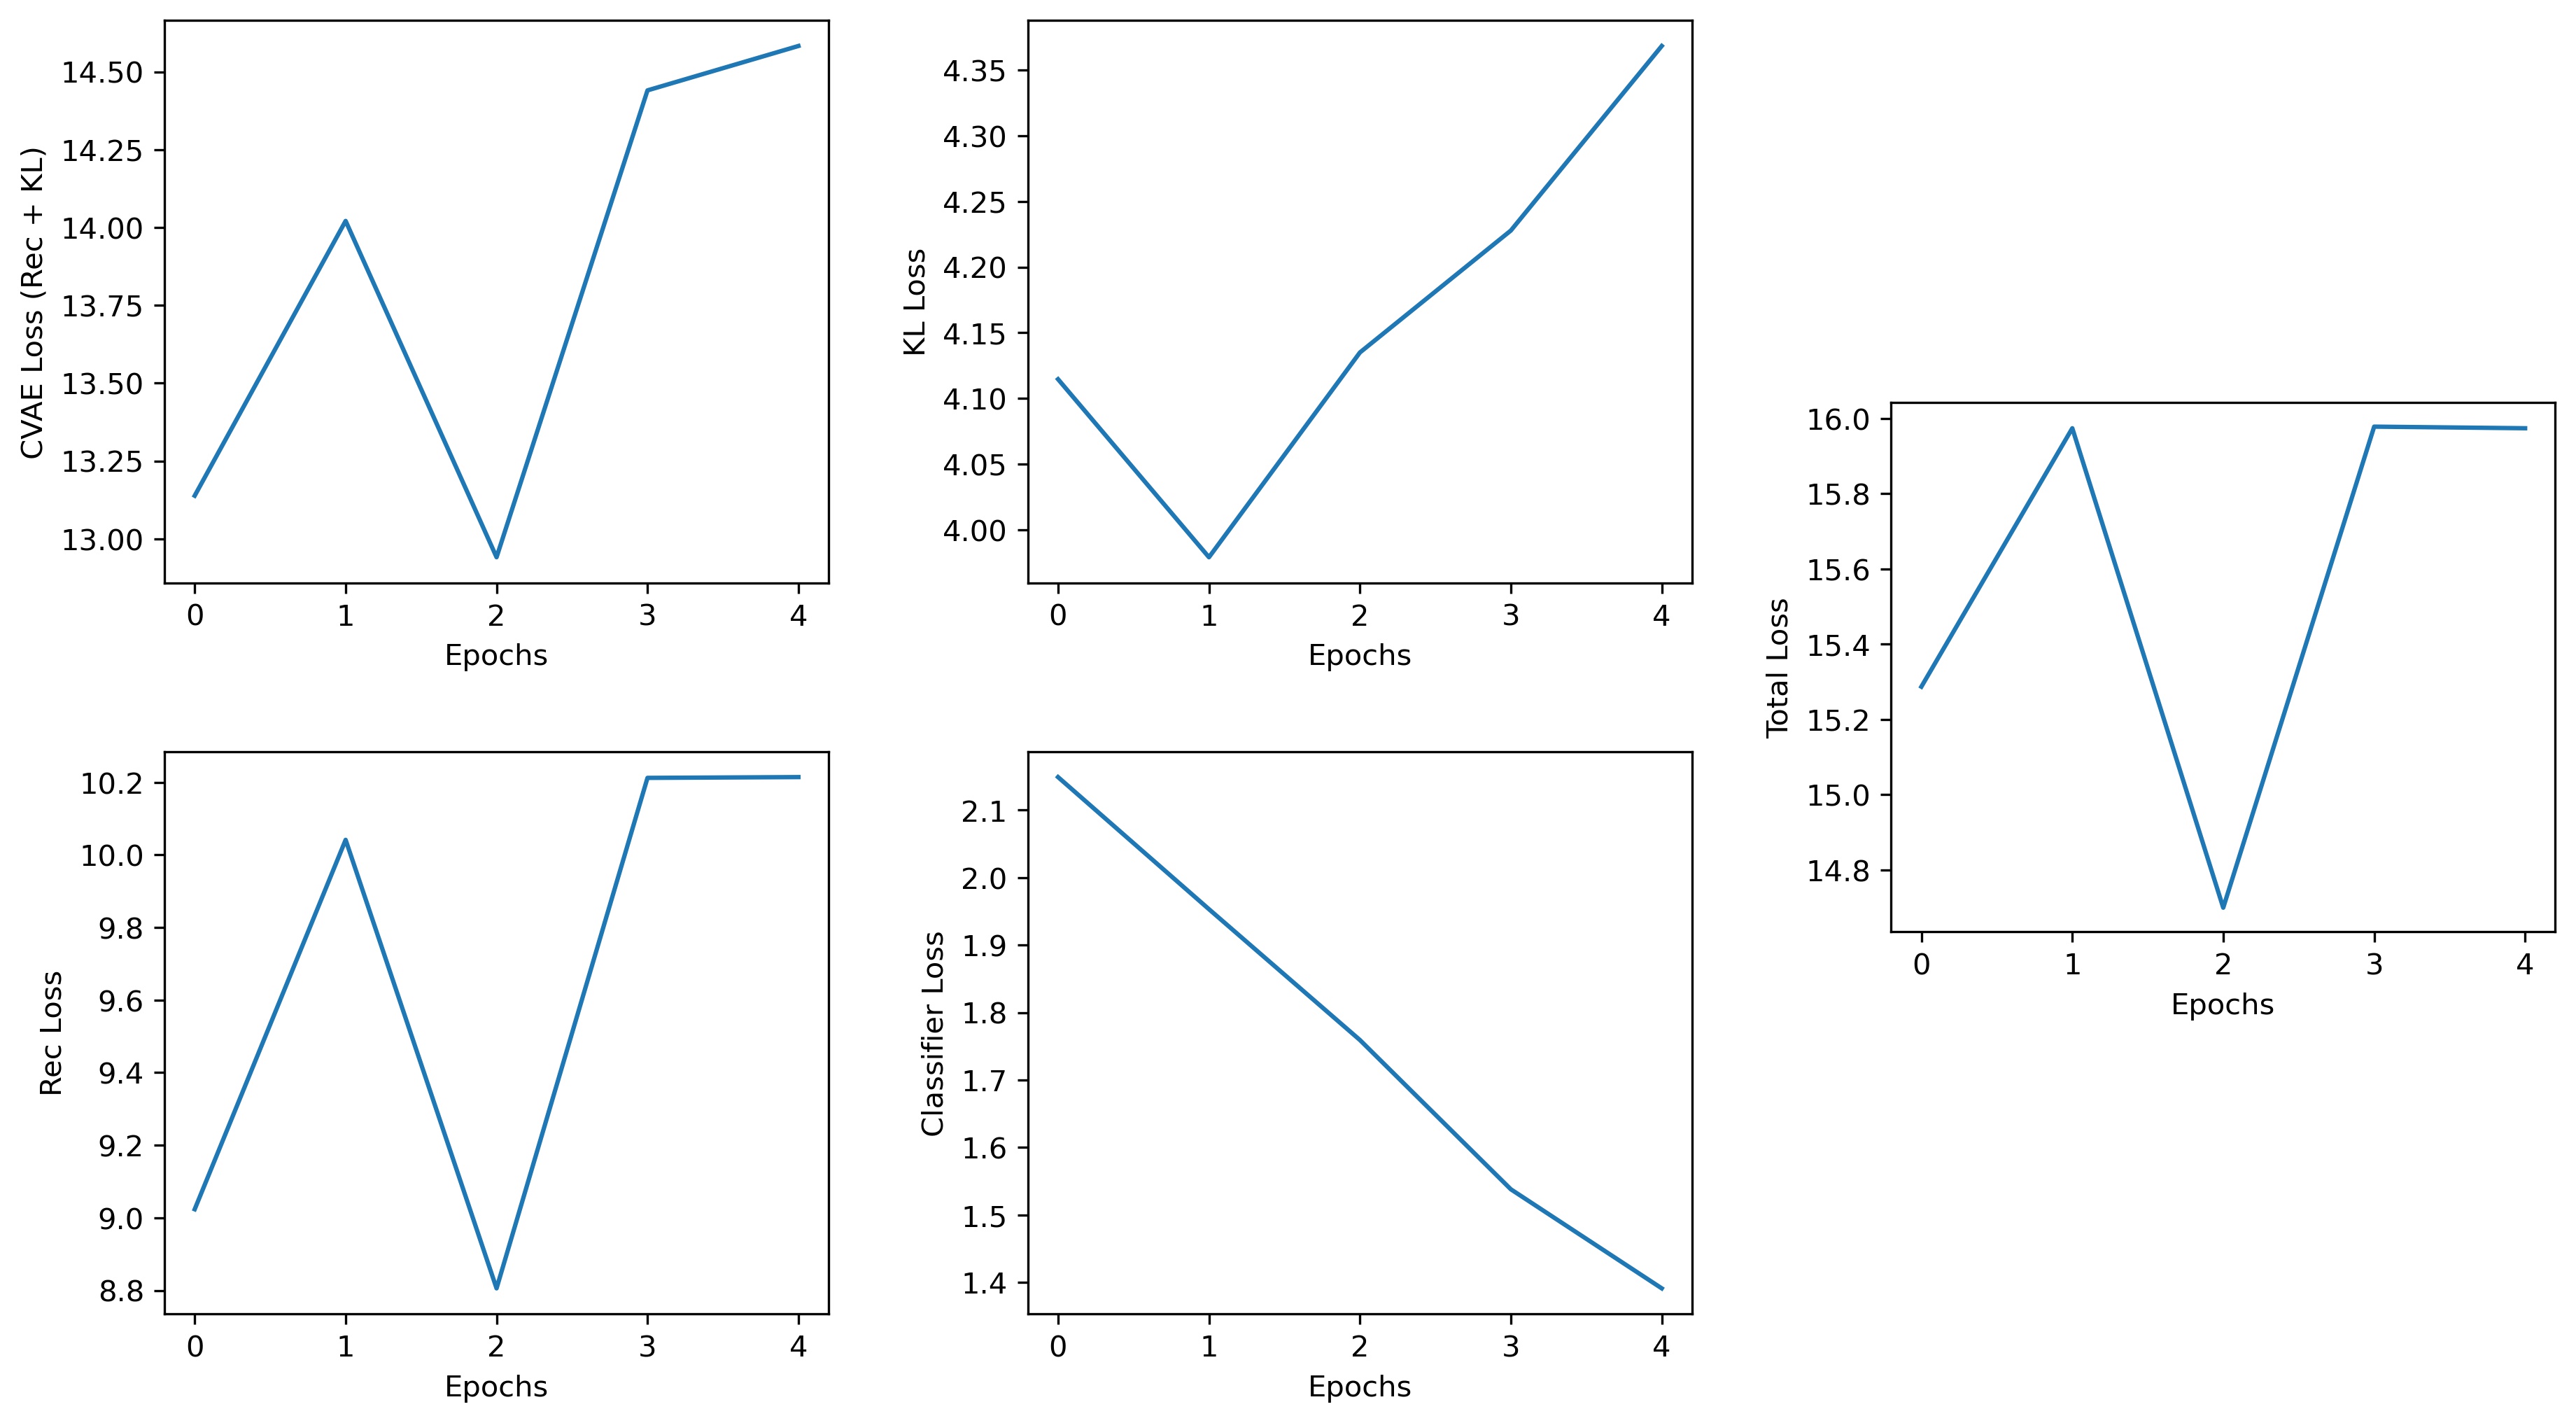 CVAE Loss (Rec + KL)
14.50
14.25
14.00
13.75
13.50
13.25
13.00
0 1 2 3 4
Epochs
KL Loss
4.35
4.30
4.25
4.20
4.15
4.10
4.05
4.00
0 1 2 3 4
Epochs
Rec Loss
10.2
10.0
9.8
9.6
9.4
9.2
9.0
8.8
0 1 2 3 4
Epochs
Classifier Loss
2.1
2.0
1.9
1.8
1.7
1.6
1.5
1.4
0 1 2 3 4
Epochs
Total Loss
16.0
15.8
15.6
15.4
15.2
15.0
14.8
0 1 2 3 4
Epochs